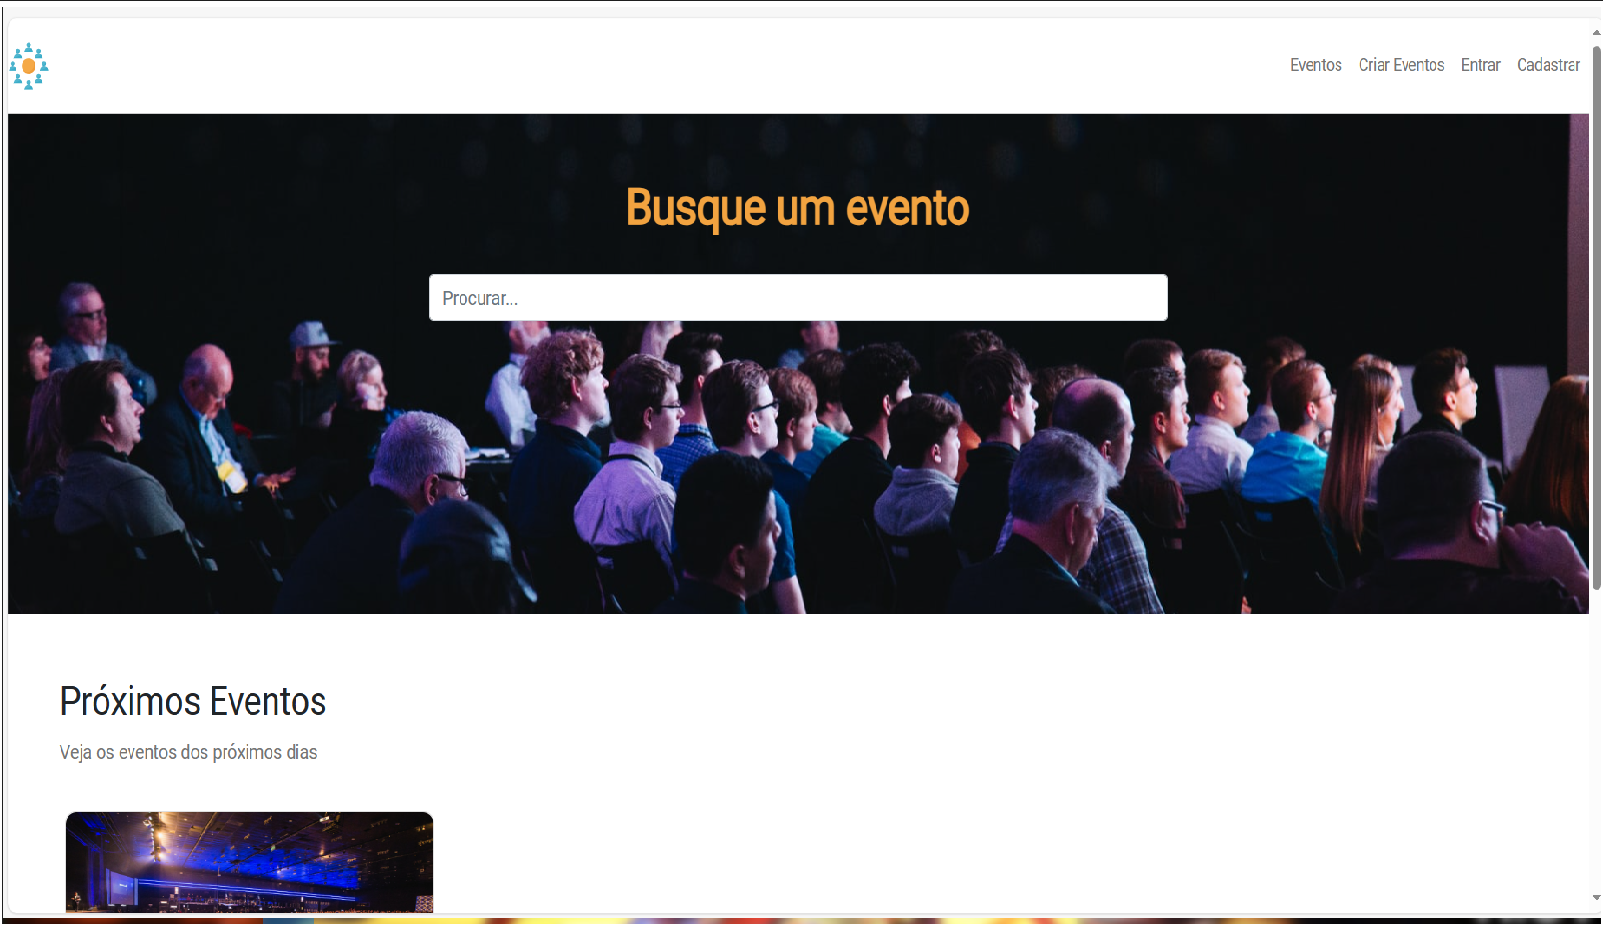 Eventos Criar Eventos Entrar Cadastrar
Busque um evento
Procurar...
Próximos Eventos
Veja os eventos dos próximos dias